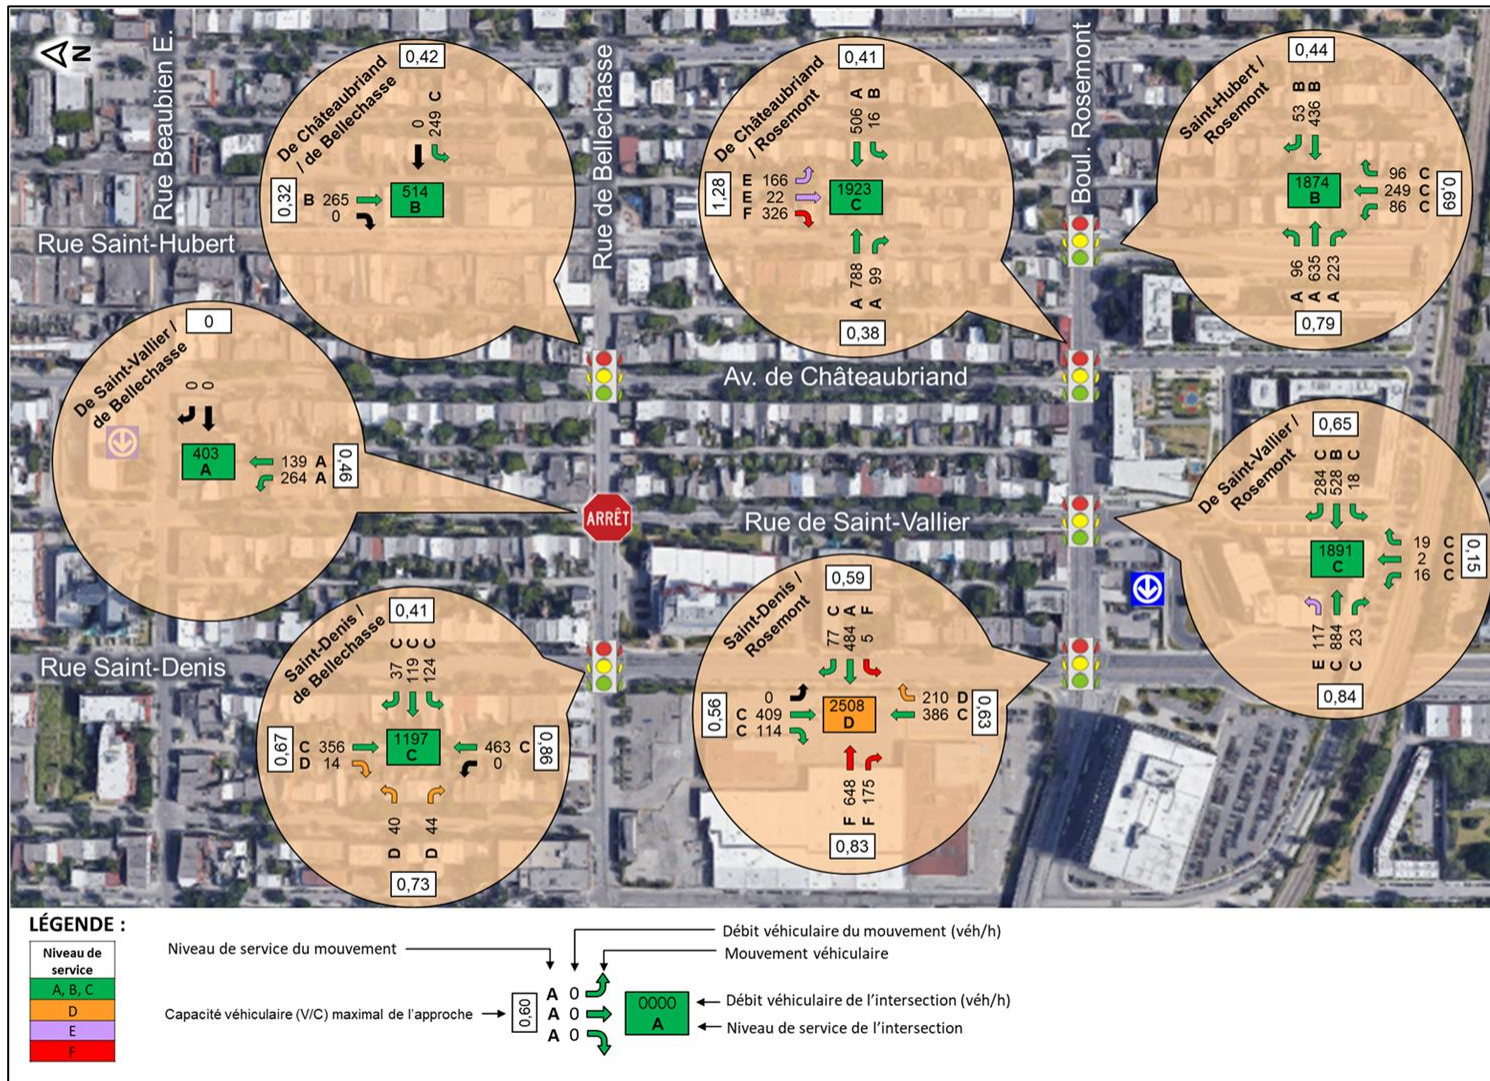 N
Rue Beaubien E.
Rue de Bellechasse
Boul. Rosemont
Rue Saint-Hubert
Av. de Châteaubriand
Rue de Saint-Vallier
Rue Saint-Denis
ARRÊT
De Châteaubriand
/ de Bellechasse
0,42
0 249 C
0,32
B 265
0
514
B
De Châteaubriand
/ Rosemont
0,41
506 A
16 B
1,28
E 166
E 22
F 326
1923
C
A 788
A 99
0,38
Saint-Hubert /
Rosemont
0,44
53 B
436 B
1874
B
96 C
249 C
86 C
0,69
A 96
A 635
A 223
0,79
De Saint-Vallier /
de Bellechasse
0
0 0
403
A
139 A
264 A
0,46
De Saint-Vallier /
Rosemont
0,65
284 C
528 B
18 C
1891
C
19 C
2 C
16 C
0,15
E 117
C 884
C 23
0,84
Saint-Denis /
de Bellechasse
0,41
37 C
119 C
124 C
0,67
C 356
D 14
1197
C
463 C
0
0,86
D 40
D 44
0,73
Saint-Denis /
Rosemont
0,59
77 C
484 A
5 F
0,56
0
C 409
C 114
2508
D
210 D
386 C
0,63
F 648
F 175
0,83
LÉGENDE :
Niveau de
service
A, B, C
D
E
F
Niveau de service du mouvement
Débit véhiculaire du mouvement (véh/h)
Mouvement véhiculaire
Capacité véhiculaire (V/C) maximal de l'approche
0,60
A 0
A 0
A 0
0000
A
Débit véhiculaire de l'intersection (véh/h)
Niveau de service de l'intersection